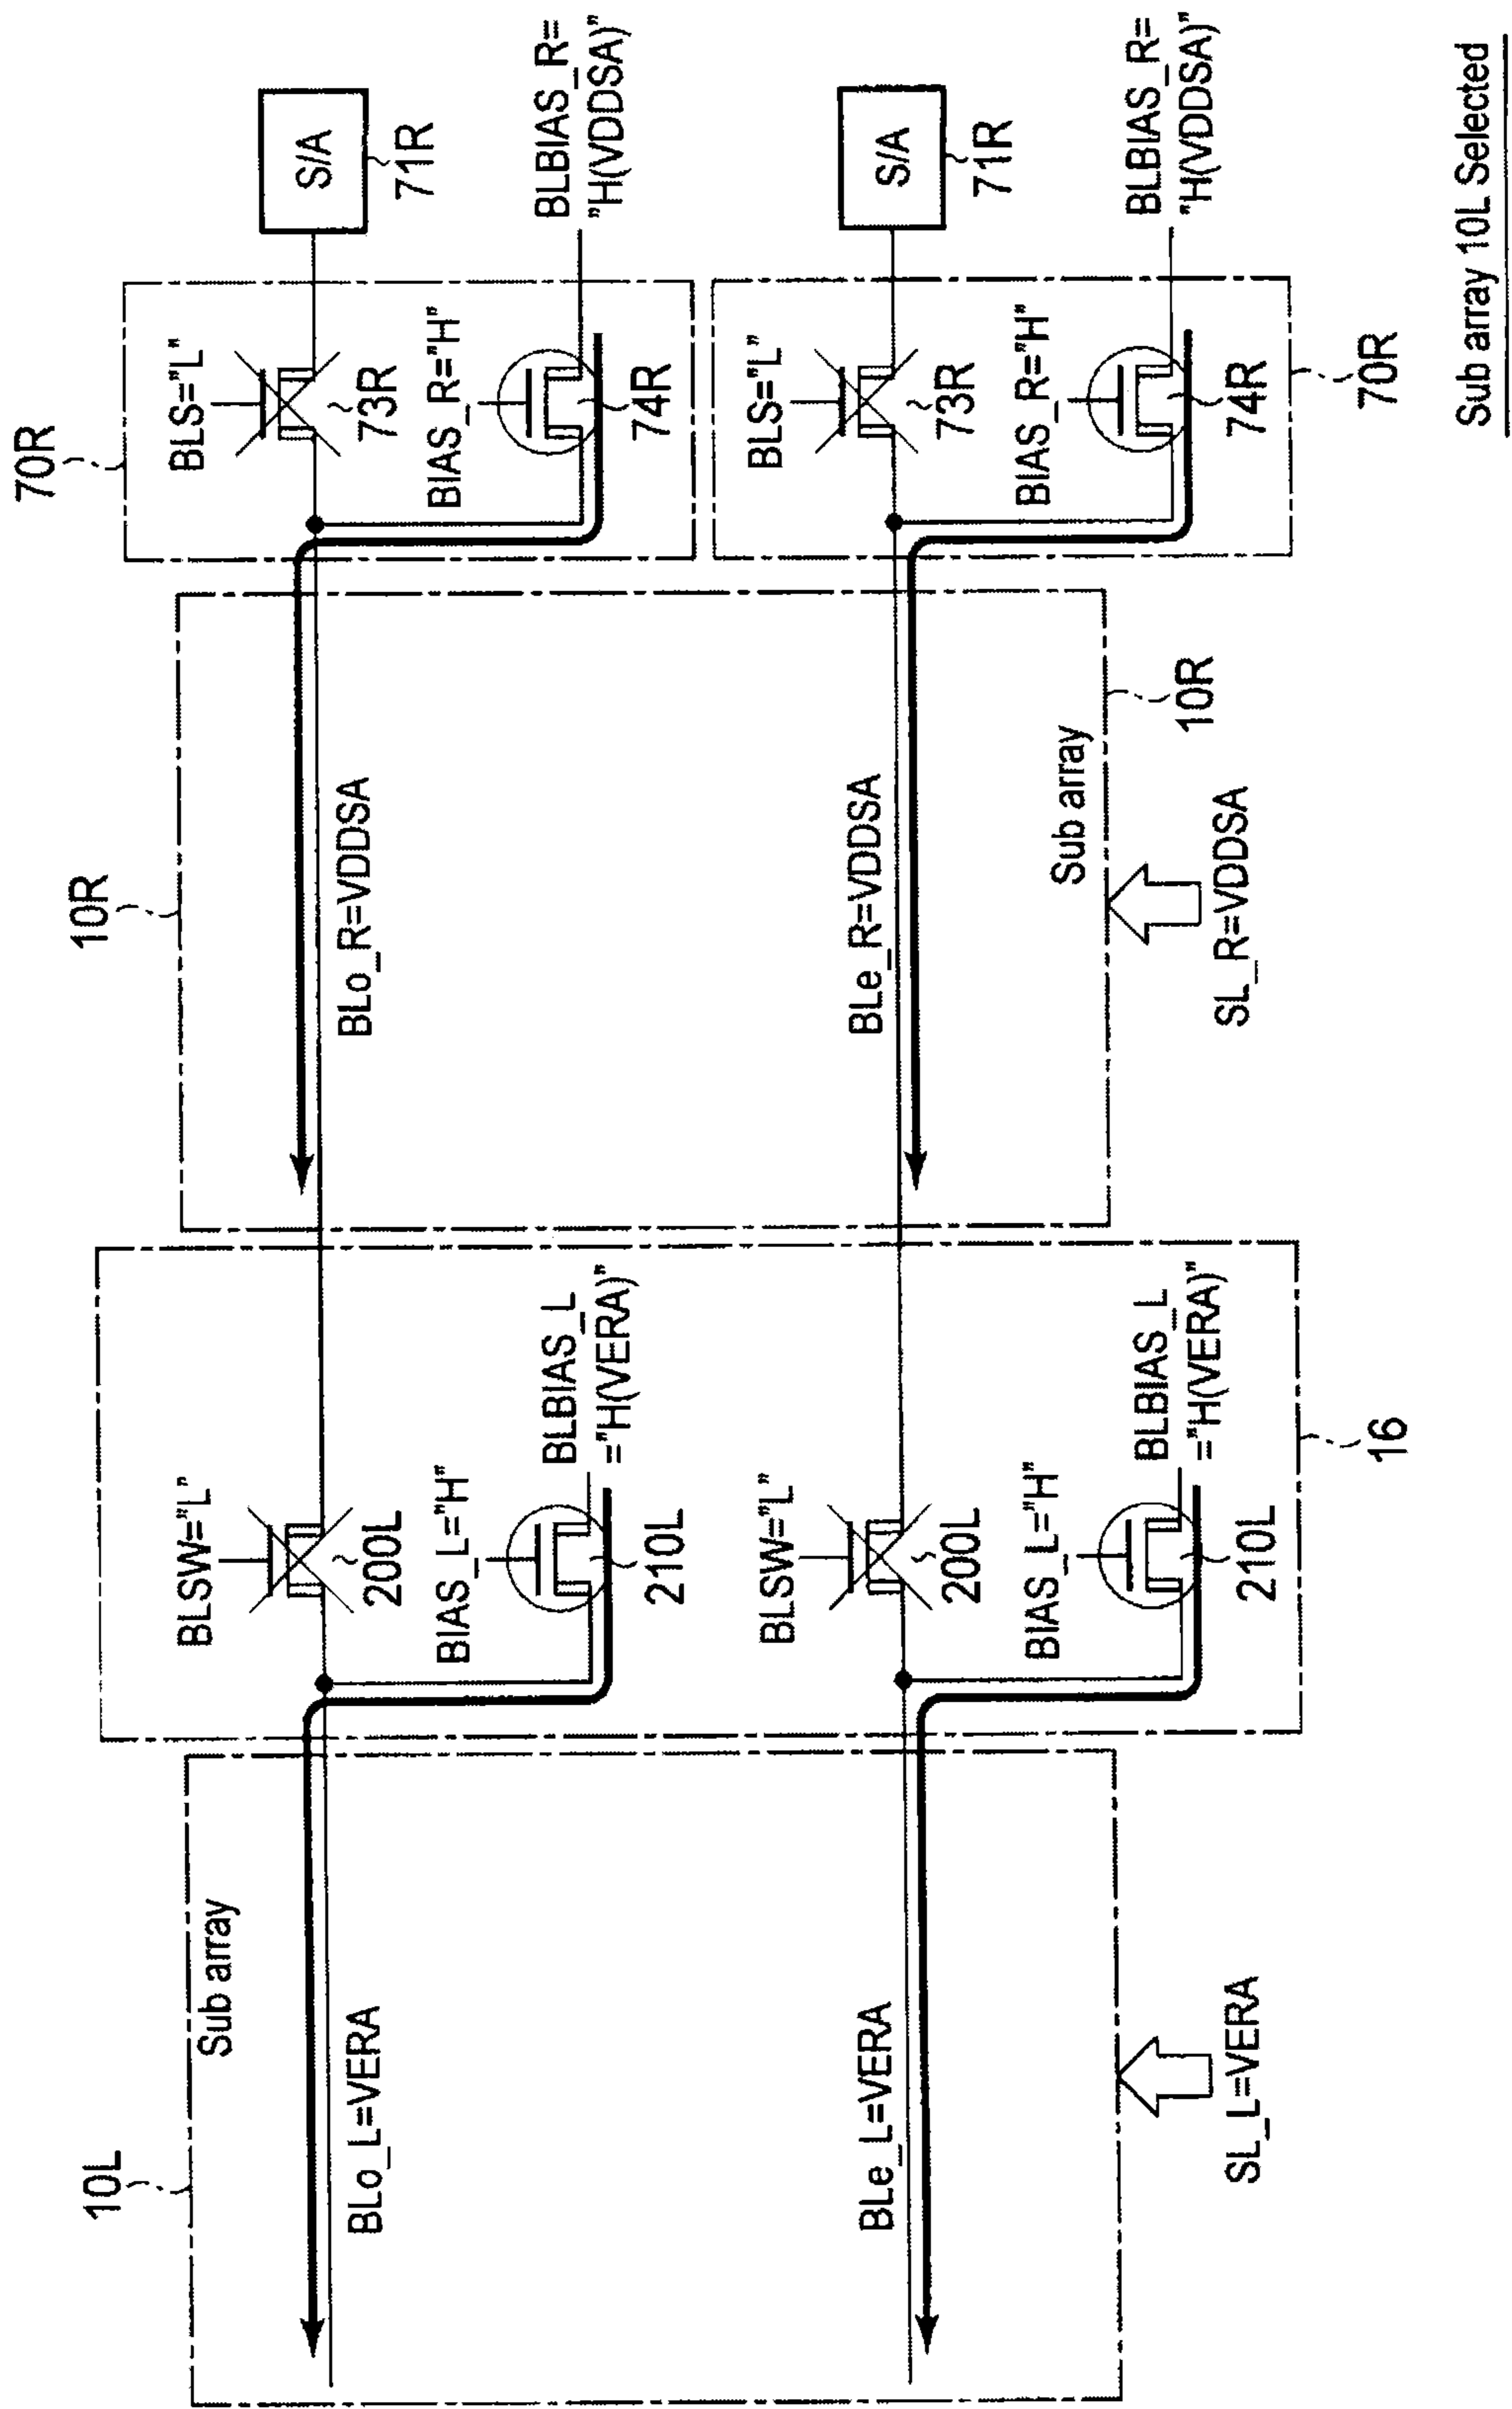 10L
10R
70R
Sub array
BLSW="L"
BLS="L"
S/A
200L
73R
71R
BLo_L=VERA
BLo_R=VDDSA
BIAS_L="H"
BLBIAS_L
="H(VERA)"
BIAS_R="H"
BLBIAS_R=
"H(VDDSA)"
210L
74R
BLSW="L"
BLS="L"
S/A
200L
73R
71R
BLe_L=VERA
BLe_R=VDDSA
BIAS_L="H"
BLBIAS_L
="H(VERA)"
BIAS_R="H"
BLBIAS_R=
"H(VDDSA)"
210L
74R
Sub array
10R
SL_L=VERA
SL_R=VDDSA
16
70R
Sub array 10L Selected